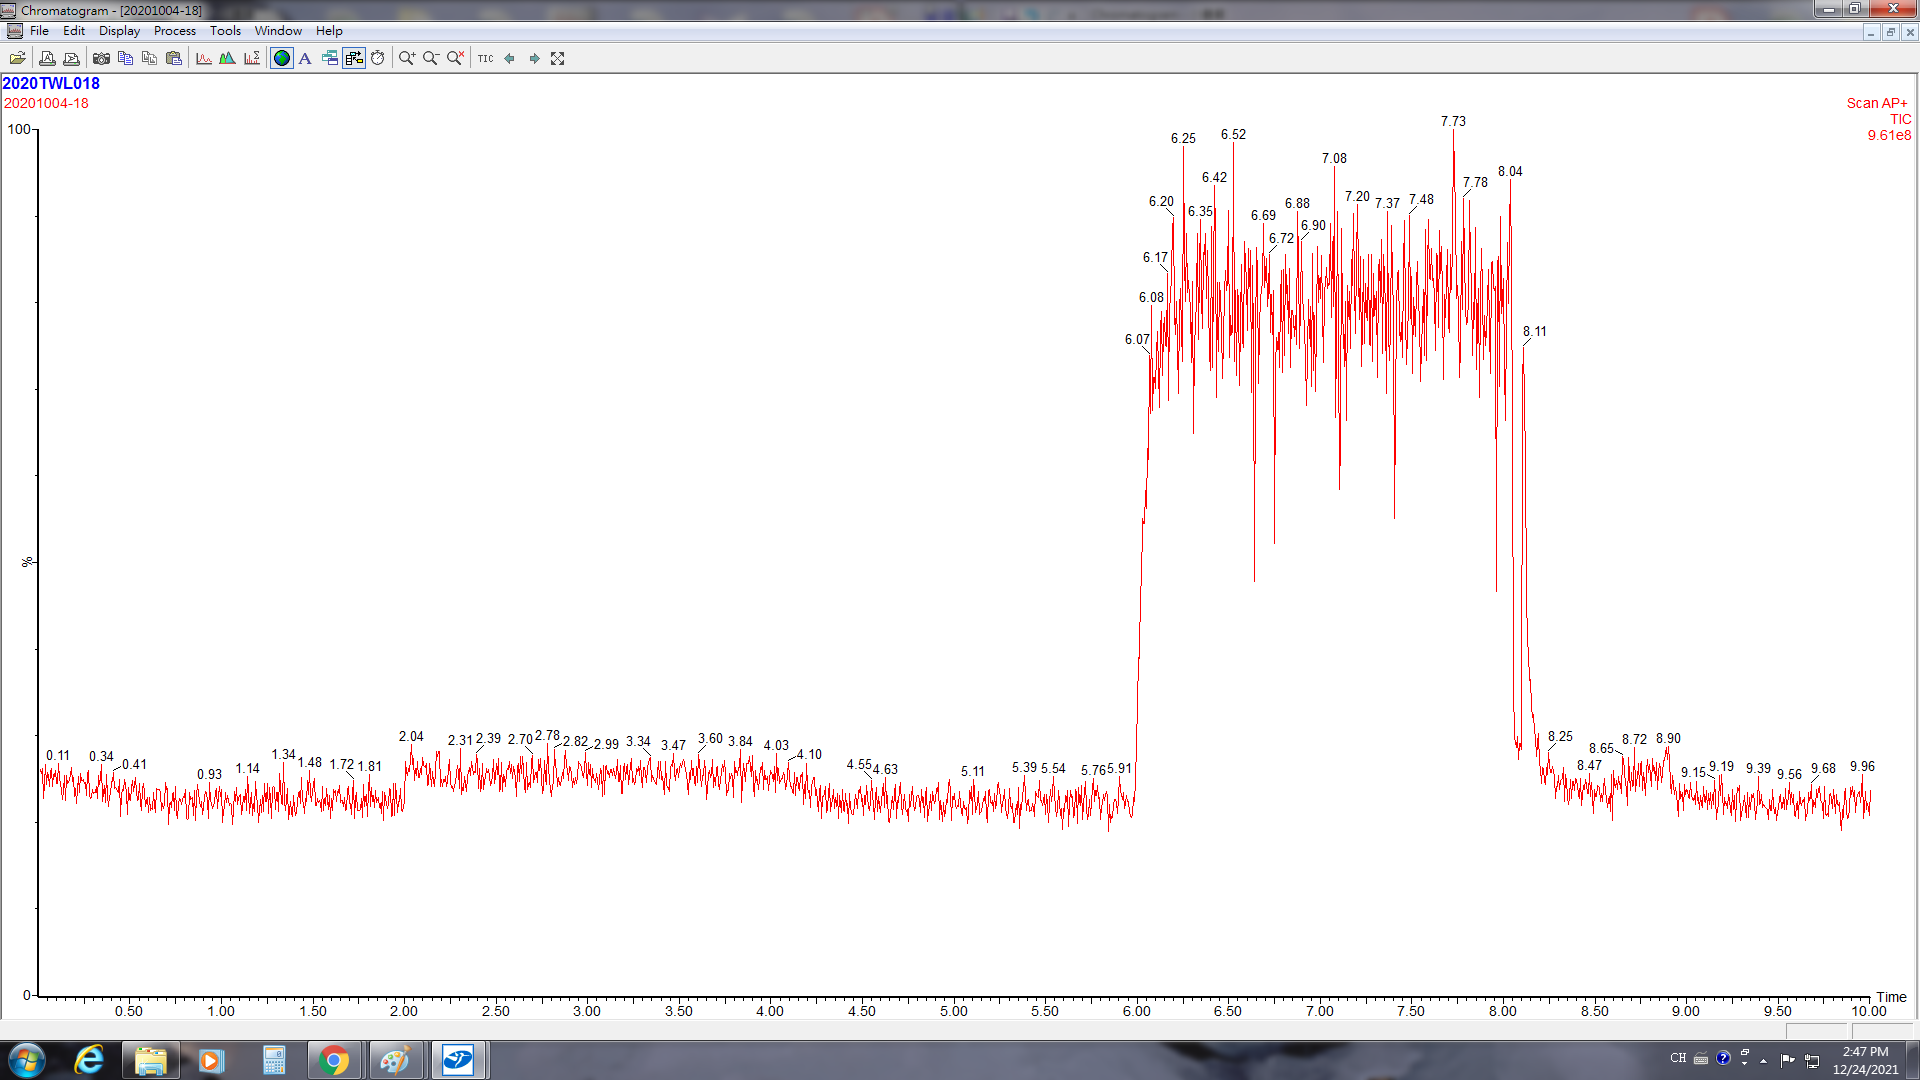 Chromatogram - [20201004-18]
File Edit Display Process Tools Window Help
TIC
2020TWL018
20201004-18
Scan AP+
TIC
9.61e8
100
%
0
0.11 0.34 0.41 0.93 1.14 1.34 1.48 1.72 1.81 2.04 2.31 2.39 2.70 2.78 2.82 2.99 3.34 3.47 3.60 3.84 4.03 4.10 4.55 4.63 5.11 5.39 5.54 5.76 5.91
6.07 6.08 6.17 6.20 6.25 6.35 6.42 6.52 6.69 6.72 6.88 6.90 7.08 7.20 7.37 7.48 7.73 7.78 8.04 8.11
8.25 8.47 8.65 8.72 8.90 9.15 9.19 9.39 9.56 9.68 9.96
Time
0.50 1.00 1.50 2.00 2.50 3.00 3.50 4.00 4.50 5.00 5.50 6.00 6.50 7.00 7.50 8.00 8.50 9.00 9.50 10.00
CH
2:47 PM
12/24/2021